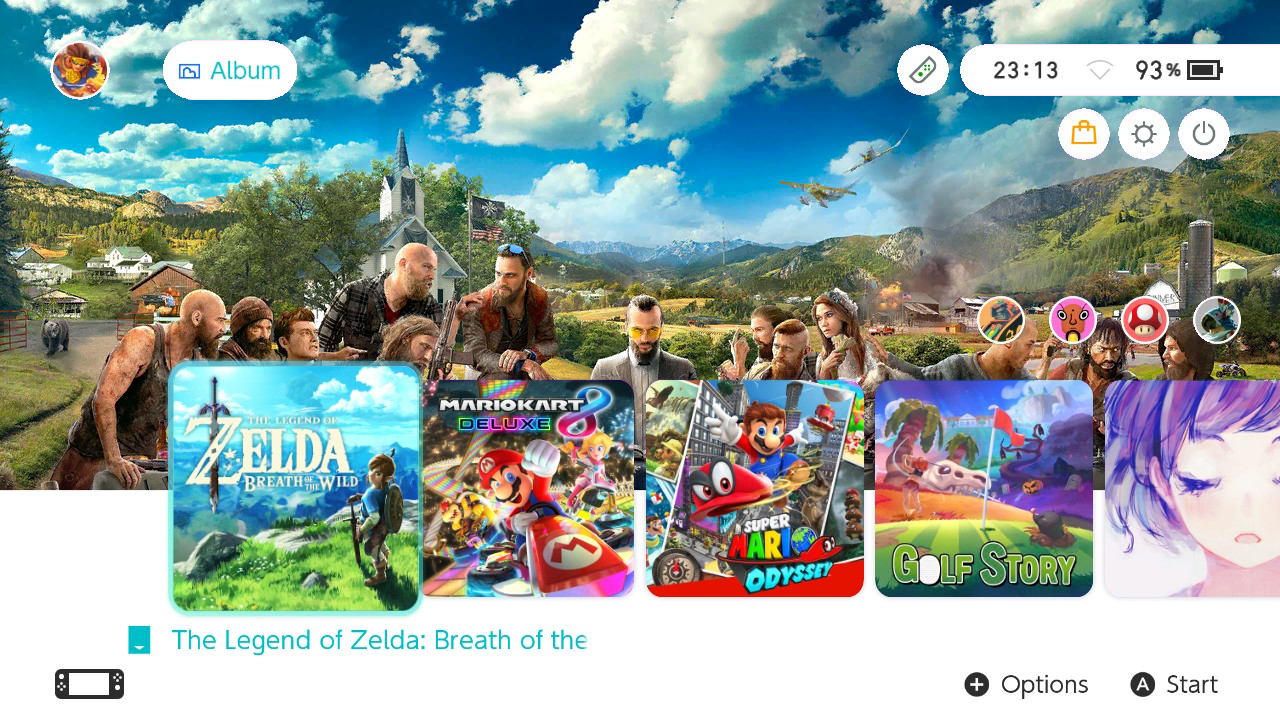 Album
23:13
93%
THE LEGEND OF
ZELDA
BREATH OF THE WILD
MARIOKART 8
DELUXE
SUPER
MARIO
ODYSSEY
GOLF STORY
The Legend of Zelda: Breath of the
+ Options
A Start